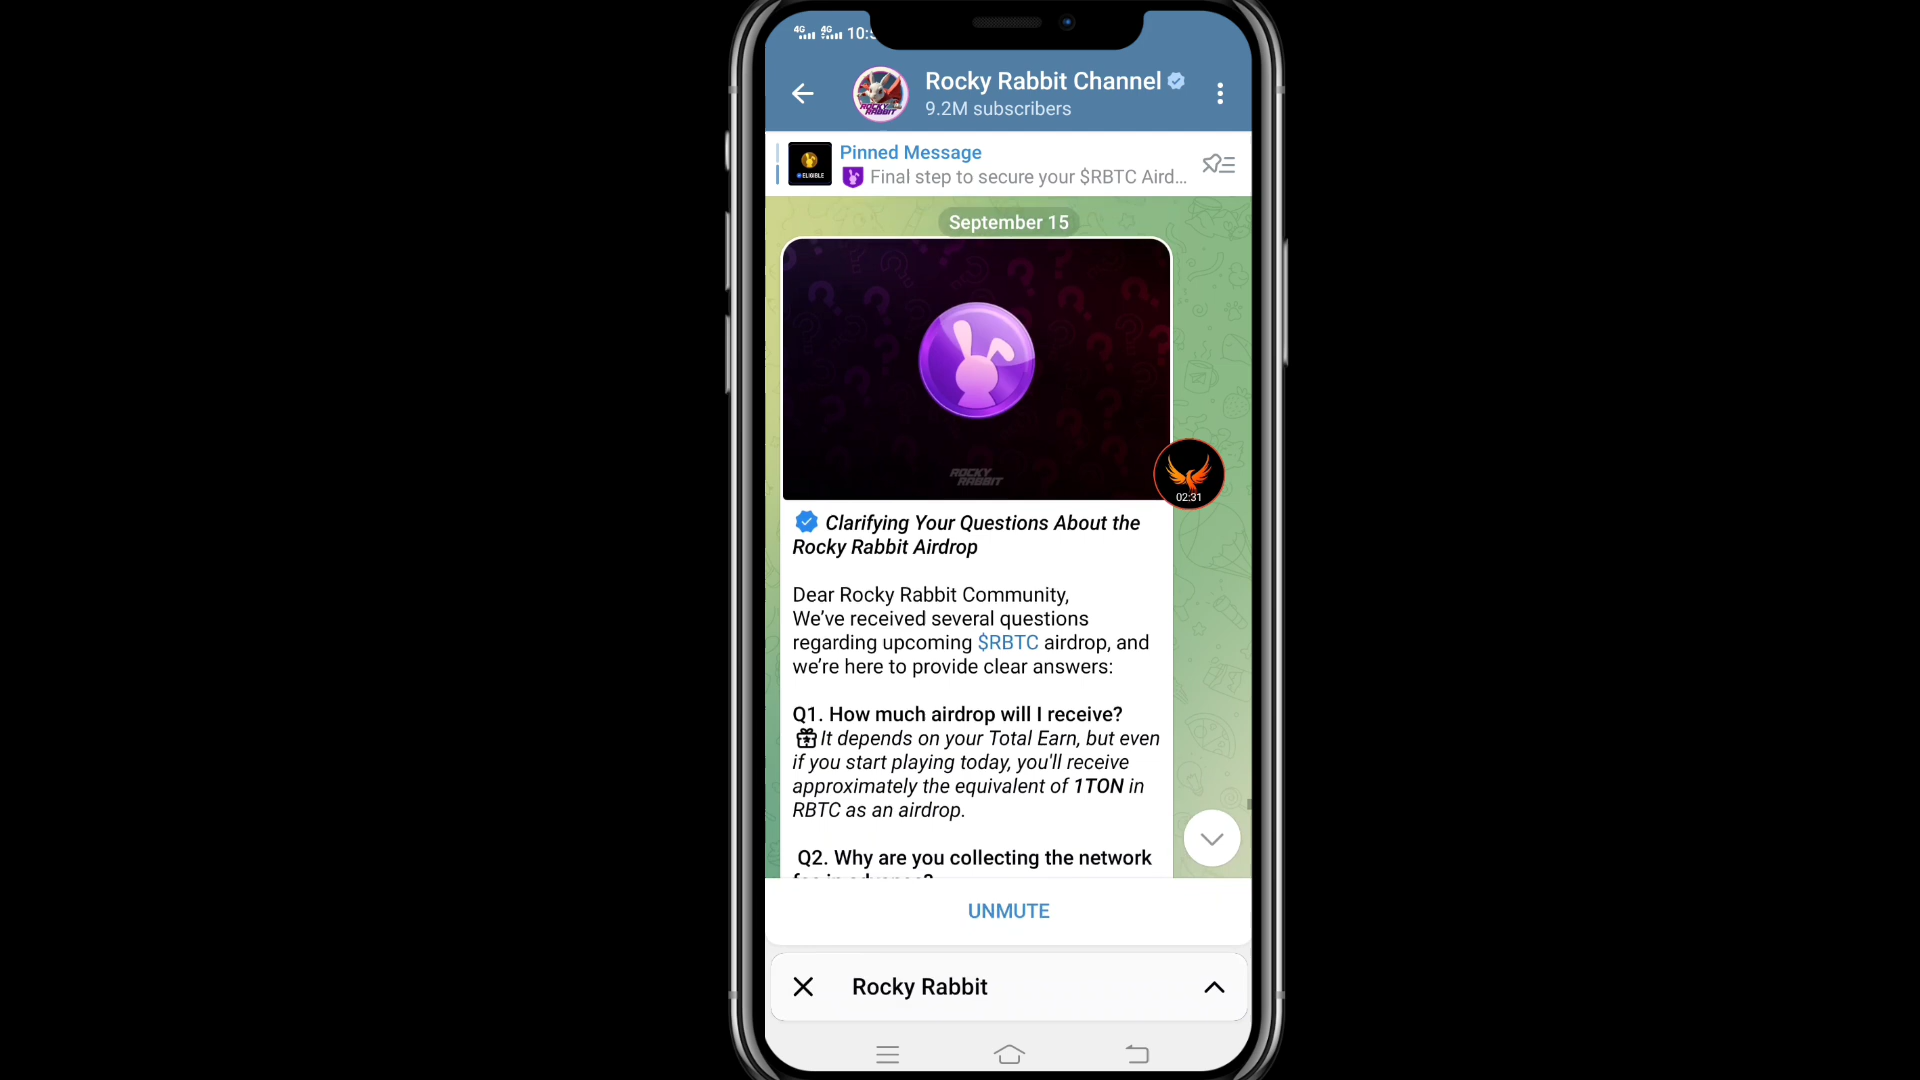 4G 4G 10:
Rocky Rabbit Channel
9.2M subscribers
Pinned Message
Final step to secure your $RBTC Aird...
ELIGIBLE
September 15
ROCKY
RABBIT
02:31
Clarifying Your Questions About the
Rocky Rabbit Airdrop
Dear Rocky Rabbit Community,
We’ve received several questions
regarding upcoming $RBTC airdrop, and
we’re here to provide clear answers:
Q1. How much airdrop will I receive?
It depends on your Total Earn, but even
if you start playing today, you'll receive
approximately the equivalent of 1TON in
RBTC as an airdrop.
Q2. Why are you collecting the network
UNMUTE
Rocky Rabbit